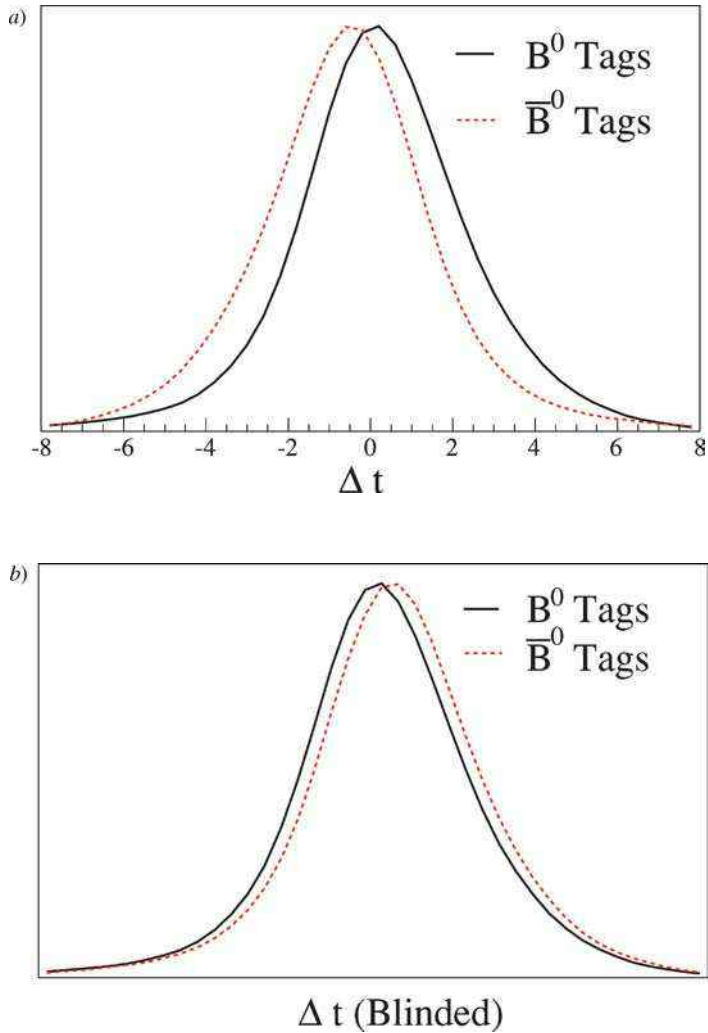 a)
B⁰ Tags
B̅⁰ Tags
-8 -6 -4 -2 0 2 4 6 8
Δ t
b)
B⁰ Tags
B̅⁰ Tags
Δ t (Blinded)